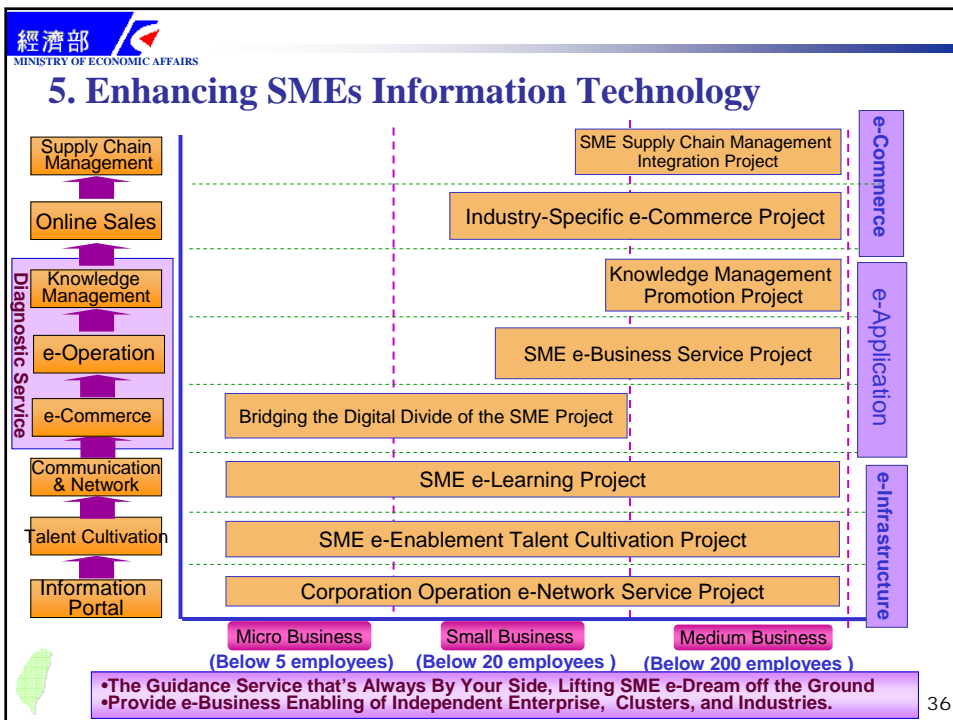 經濟部
MINISTRY OF ECONOMIC AFFAIRS
5. Enhancing SMEs Information Technology
Supply Chain
Management
Online Sales
Knowledge
Management
e-Operation
e-Commerce
Communication
& Network
Talent Cultivation
Information
Portal
Diagnostic Service
SME Supply Chain Management
Integration Project
Industry-Specific e-Commerce Project
Knowledge Management
Promotion Project
SME e-Business Service Project
Bridging the Digital Divide of the SME Project
SME e-Learning Project
SME e-Enablement Talent Cultivation Project
Corporation Operation e-Network Service Project
e-Commerce
e-Application
e-Infrastructure
Micro Business
Small Business
Medium Business
(Below 5 employees)
(Below 20 employees )
(Below 200 employees )
•The Guidance Service that's Always By Your Side, Lifting SME e-Dream off the Ground
•Provide e-Business Enabling of Independent Enterprise, Clusters, and Industries.
36